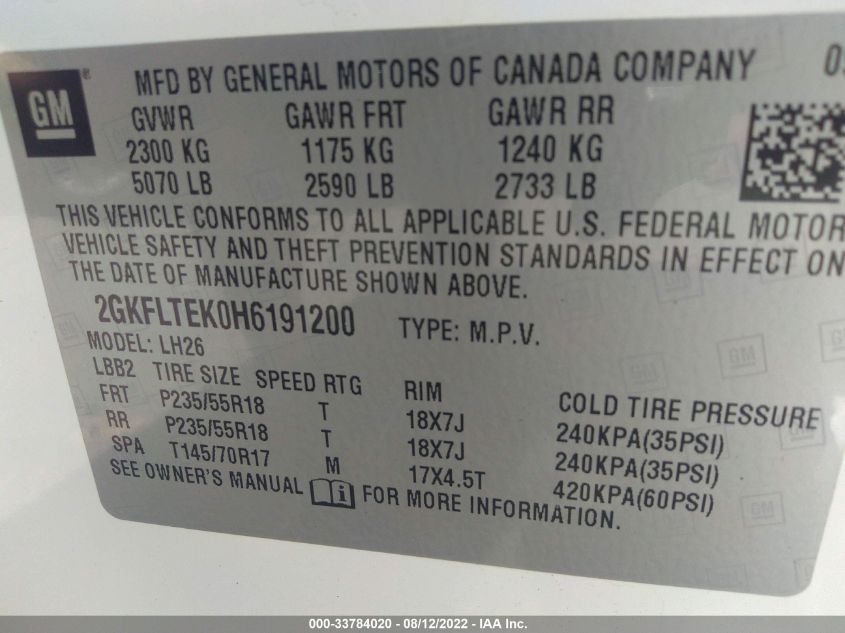 GM ®
MFD BY GENERAL MOTORS OF CANADA COMPANY
GVWR GAWR FRT GAWR RR
2300 KG 1175 KG 1240 KG
5070 LB 2590 LB 2733 LB
THIS VEHICLE CONFORMS TO ALL APPLICABLE U.S. FEDERAL MOTOR
VEHICLE SAFETY AND THEFT PREVENTION STANDARDS IN EFFECT ON
THE DATE OF MANUFACTURE SHOWN ABOVE.
2GKFLTEK0H6191200 TYPE: M.P.V.
MODEL: LH26
LBB2 TIRE SIZE SPEED RTG RIM COLD TIRE PRESSURE
FRT P235/55R18 T 18X7J 240KPA(35PSI)
RR P235/55R18 T 18X7J 240KPA(35PSI)
SPA T145/70R17 M 17X4.5T 420KPA(60PSI)
SEE OWNER'S MANUAL i FOR MORE INFORMATION.
000-33784020 - 08/12/2022 - IAA Inc.